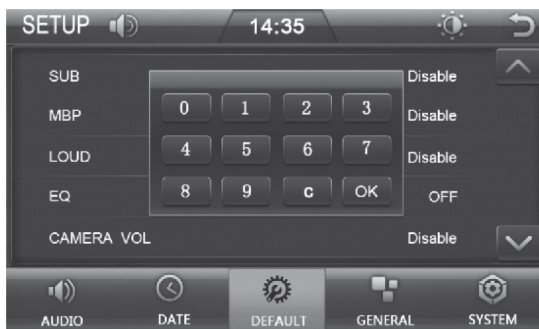 SETUP 14:35
SUB Disable
0 1 2 3
MBP Disable
4 5 6 7
LOUD Disable
8 9 c OK
EQ OFF
CAMERA VOL Disable
AUDIO DATE DEFAULT GENERAL SYSTEM